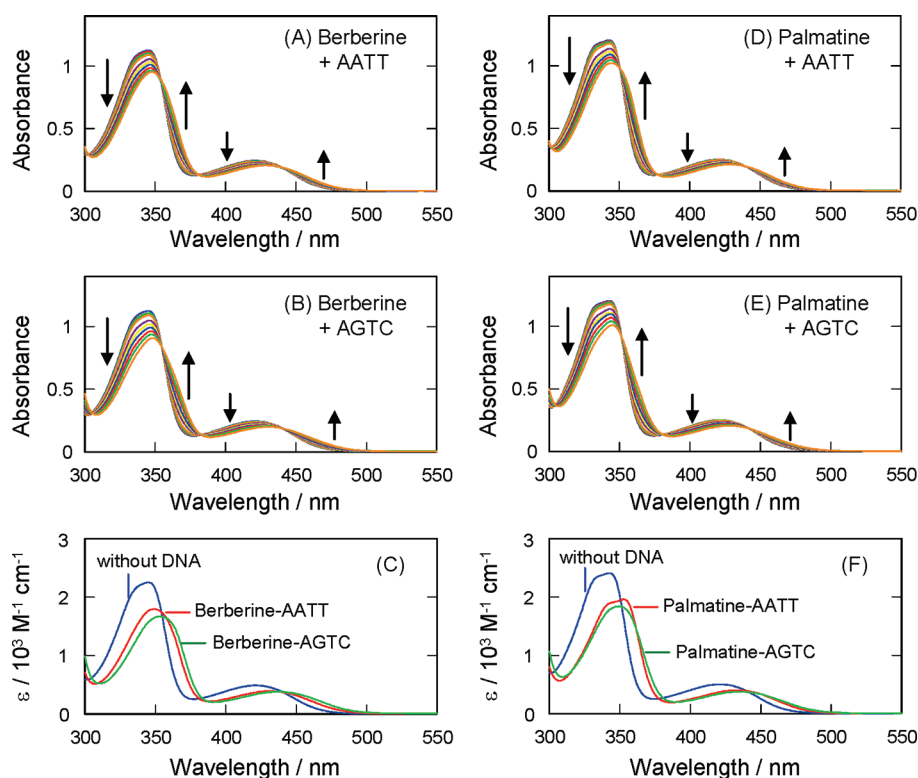 (A) Berberine
+ AATT
Absorbance
1
0.5
0
300 350 400 450 500 550
Wavelength / nm
(D) Palmatine
+ AATT
Absorbance
1
0.5
0
300 350 400 450 500 550
Wavelength / nm
(B) Berberine
+ AGTC
Absorbance
1
0.5
0
300 350 400 450 500 550
Wavelength / nm
(E) Palmatine
+ AGTC
Absorbance
1
0.5
0
300 350 400 450 500 550
Wavelength / nm
(C)
without DNA
Berberine-AATT
Berberine-AGTC
ε / 10³ M⁻¹ cm⁻¹
3
2
1
0
300 350 400 450 500 550
Wavelength / nm
(F)
without DNA
Palmatine-AATT
Palmatine-AGTC
ε / 10³ M⁻¹ cm⁻¹
3
2
1
0
300 350 400 450 500 550
Wavelength / nm